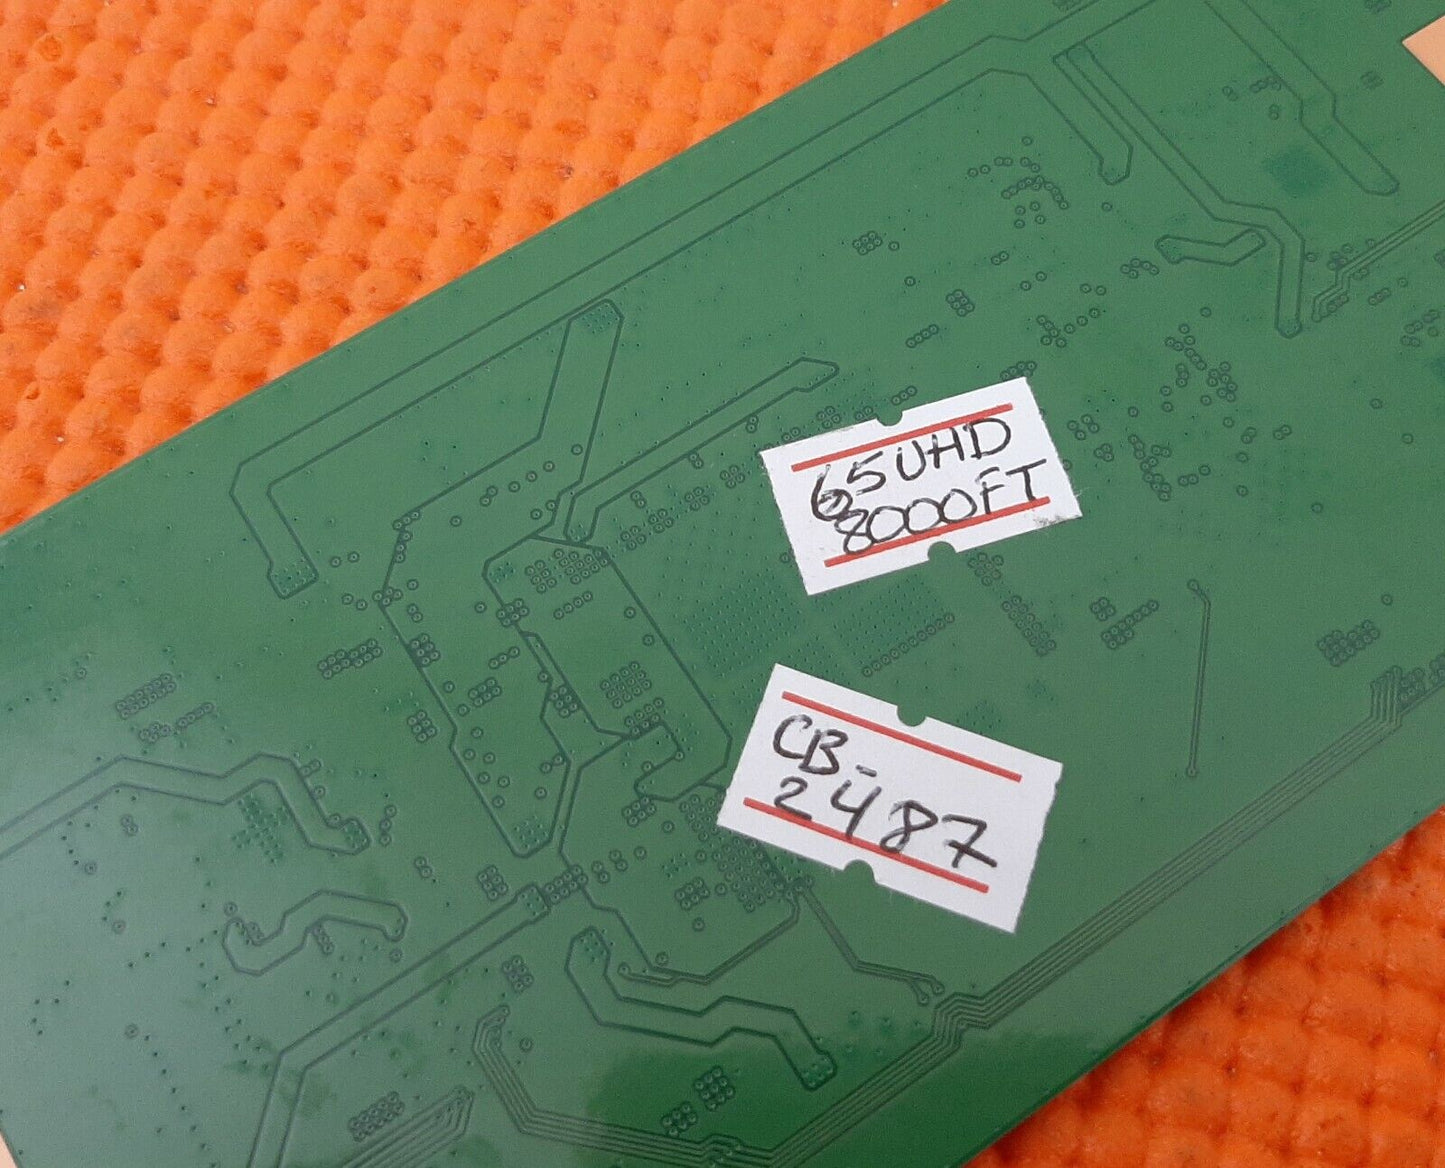 65UHD
8000FT
CB-
2487